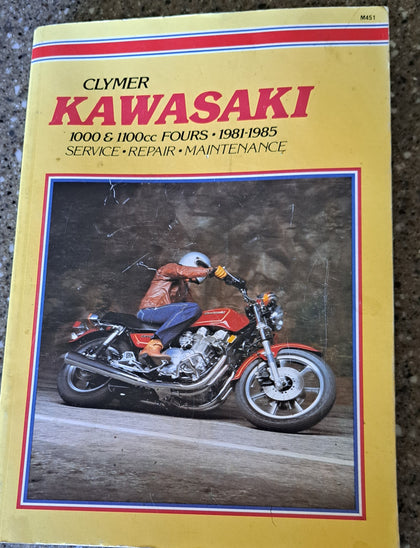 M451
CLYMER
KAWASAKI
1000 & 1100cc FOURS • 1981-1985
SERVICE • REPAIR • MAINTENANCE